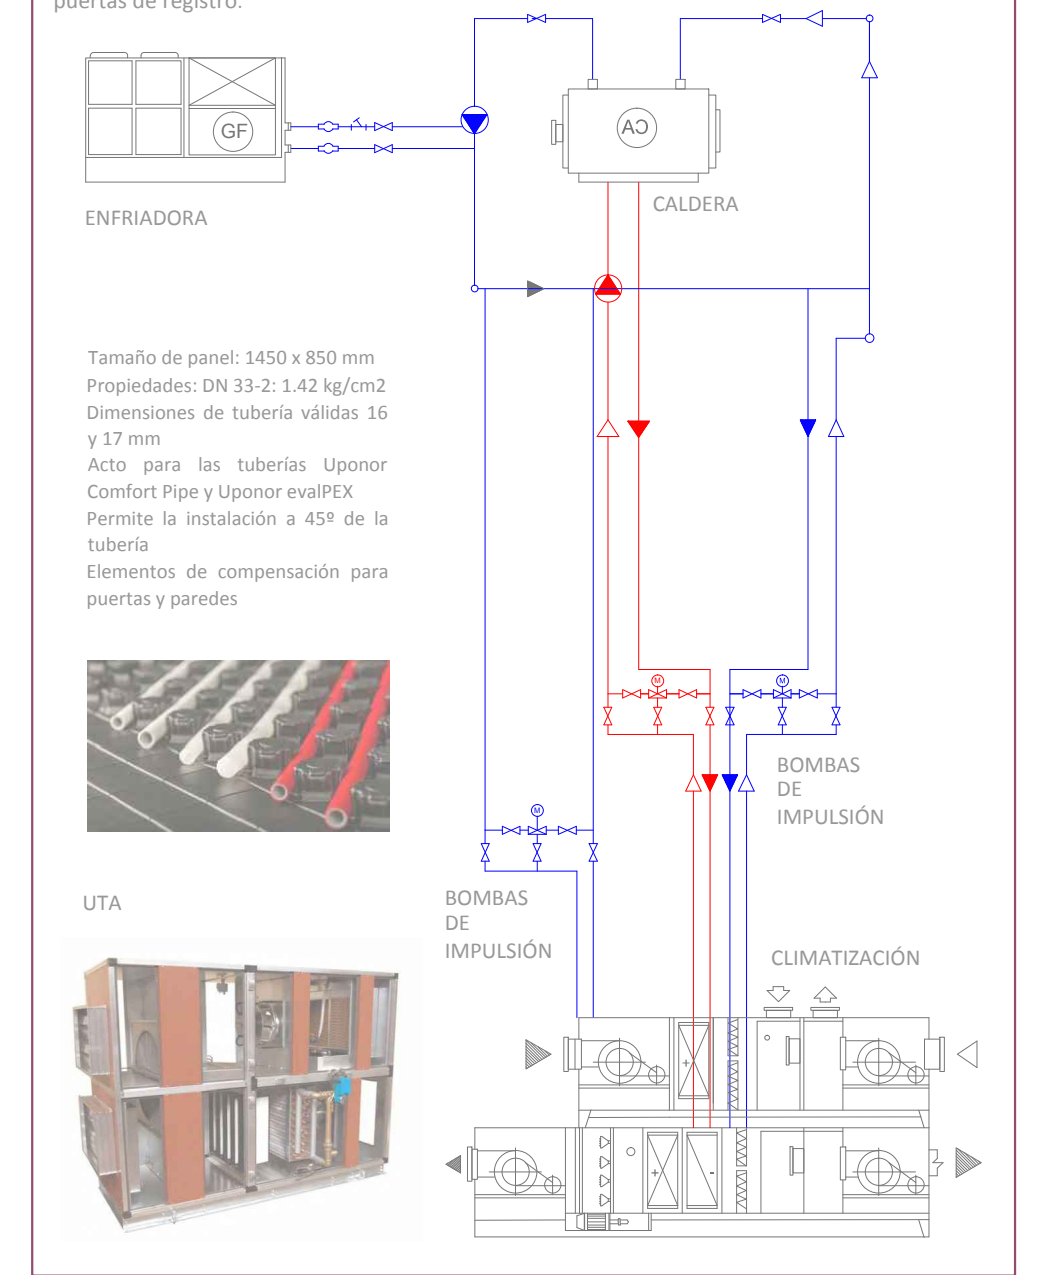 puertas de registro.
GF
CA
ENFRIADORA
CALDERA
Tamaño de panel: 1450 x 850 mm
Propiedades: DN 33-2: 1.42 kg/cm2
Dimensiones de tubería válidas 16
y 17 mm
Acto para las tuberías Uponor
Comfort Pipe y Uponor evalPEX
Permite la instalación a 45º de la
tubería
Elementos de compensación para
puertas y paredes
M
M
BOMBAS
DE
IMPULSIÓN
M
UTA
BOMBAS
DE
IMPULSIÓN
CLIMATIZACIÓN